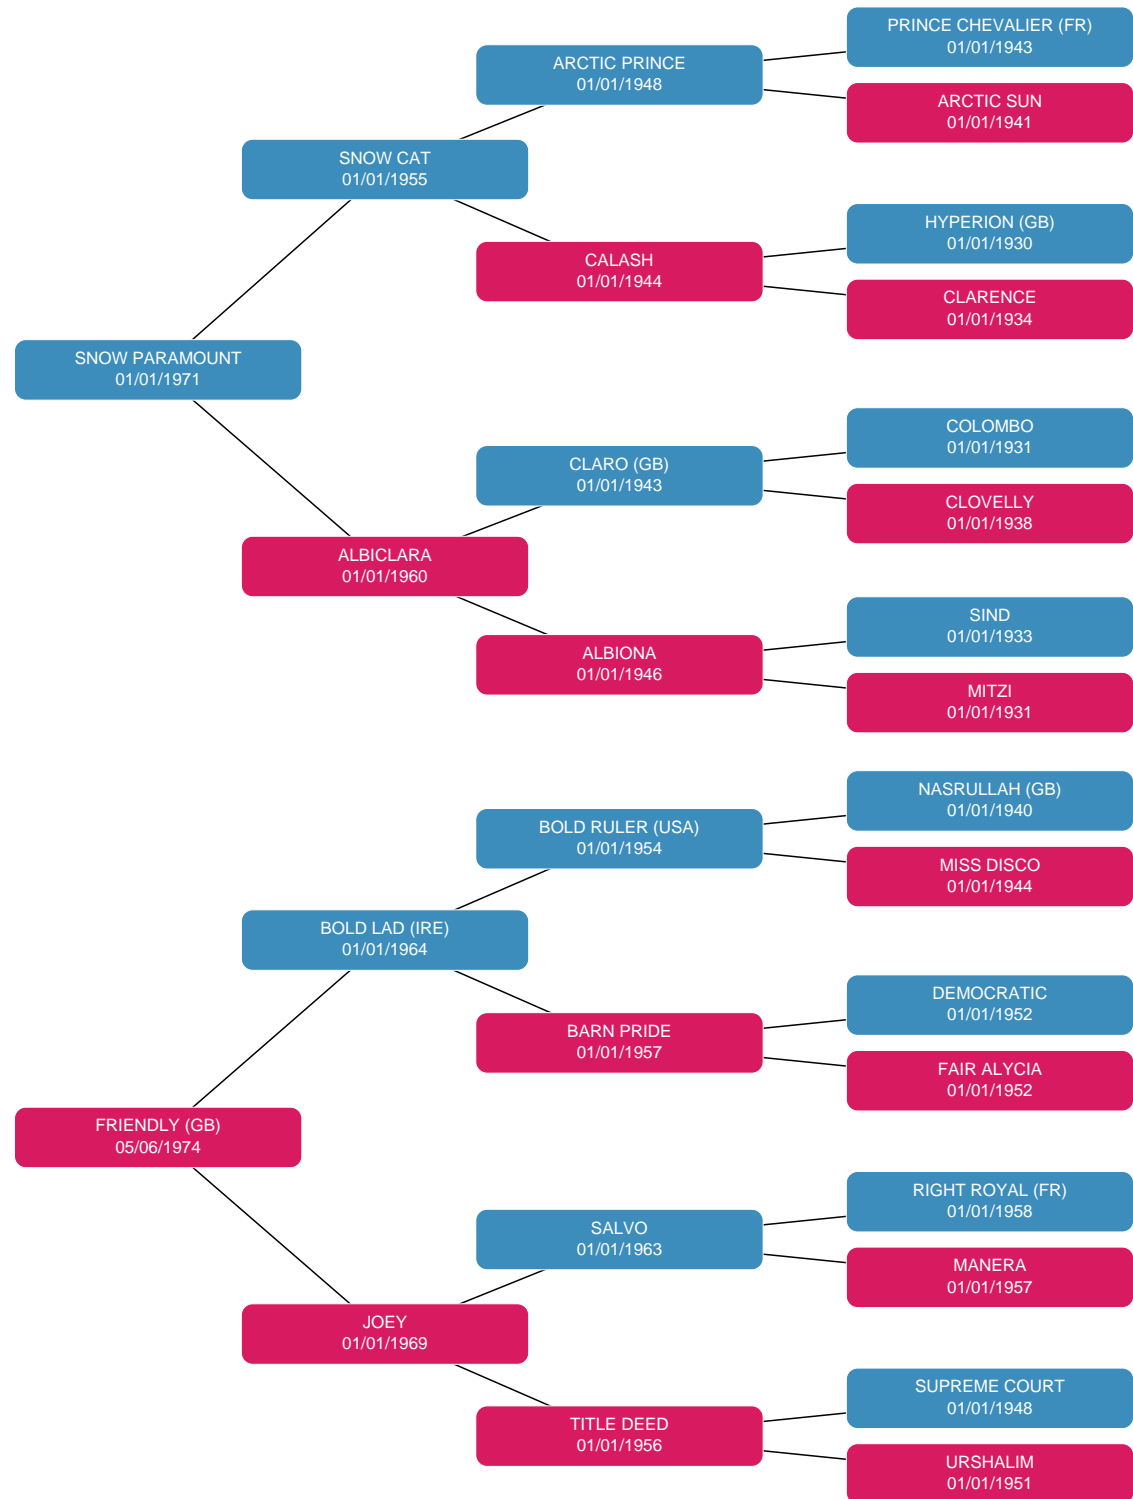 PRINCE CHEVALIER (FR)
01/01/1943
ARCTIC PRINCE
01/01/1948
ARCTIC SUN
01/01/1941
SNOW CAT
01/01/1955
HYPERION (GB)
01/01/1930
CALASH
01/01/1944
CLARENCE
01/01/1934
SNOW PARAMOUNT
01/01/1971
COLOMBO
01/01/1931
CLARO (GB)
01/01/1943
CLOVELLY
01/01/1938
ALBICLARA
01/01/1960
SIND
01/01/1933
ALBIONA
01/01/1946
MITZI
01/01/1931
NASRULLAH (GB)
01/01/1940
BOLD RULER (USA)
01/01/1954
MISS DISCO
01/01/1944
BOLD LAD (IRE)
01/01/1964
DEMOCRATIC
01/01/1952
BARN PRIDE
01/01/1957
FAIR ALYCIA
01/01/1952
FRIENDLY (GB)
05/06/1974
RIGHT ROYAL (FR)
01/01/1958
SALVO
01/01/1963
MANERA
01/01/1957
JOEY
01/01/1969
SUPREME COURT
01/01/1948
TITLE DEED
01/01/1956
URSHALIM
01/01/1951